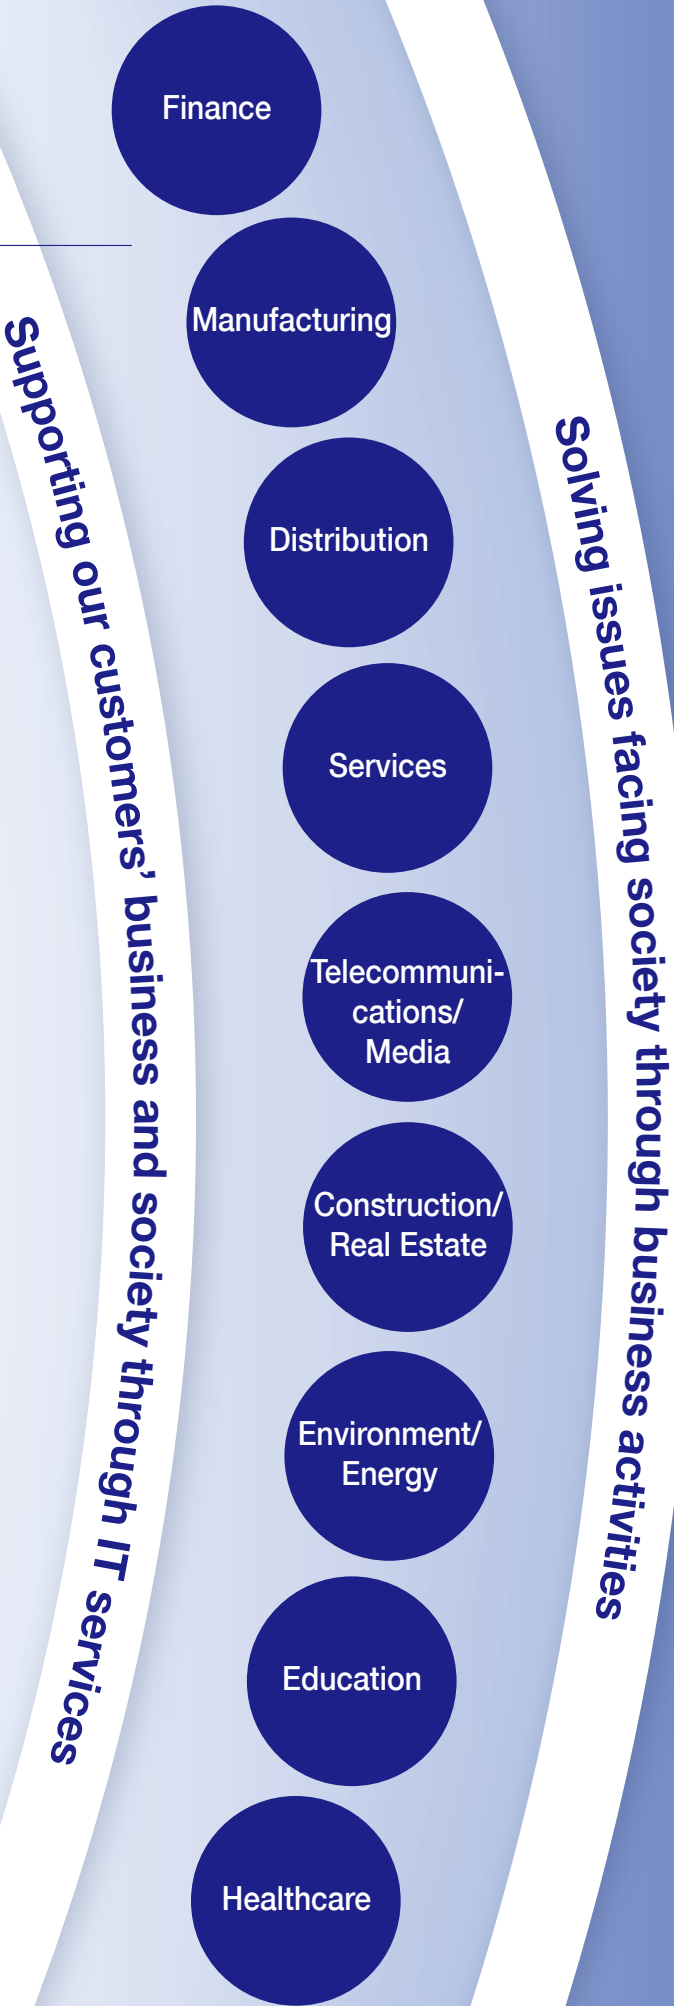 Finance
Manufacturing
Distribution
Services
Telecommuni-
cations/
Media
Construction/
Real Estate
Environment/
Energy
Education
Healthcare
Supporting our customers’ business and society through IT services
Solving issues facing society through business activities